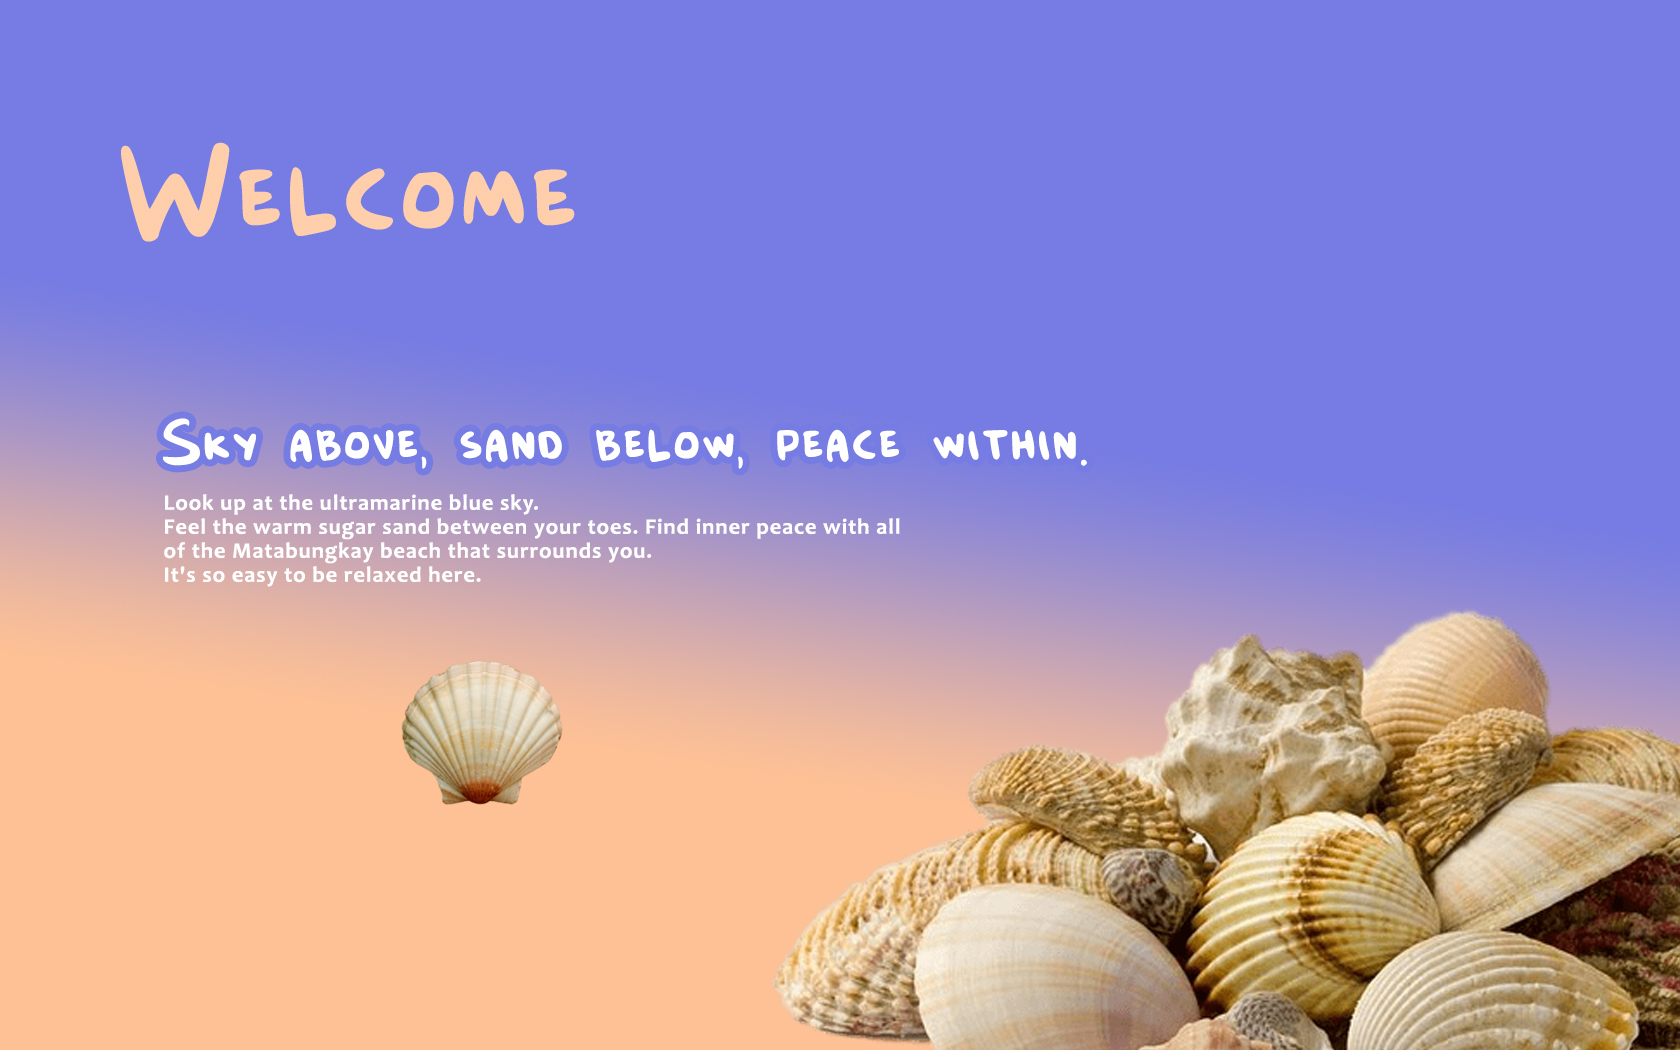 Welcome
Sky above, sand below, peace within.
Look up at the ultramarine blue sky.
Feel the warm sugar sand between your toes. Find inner peace with all
of the Matabungkay beach that surrounds you.
It's so easy to be relaxed here.